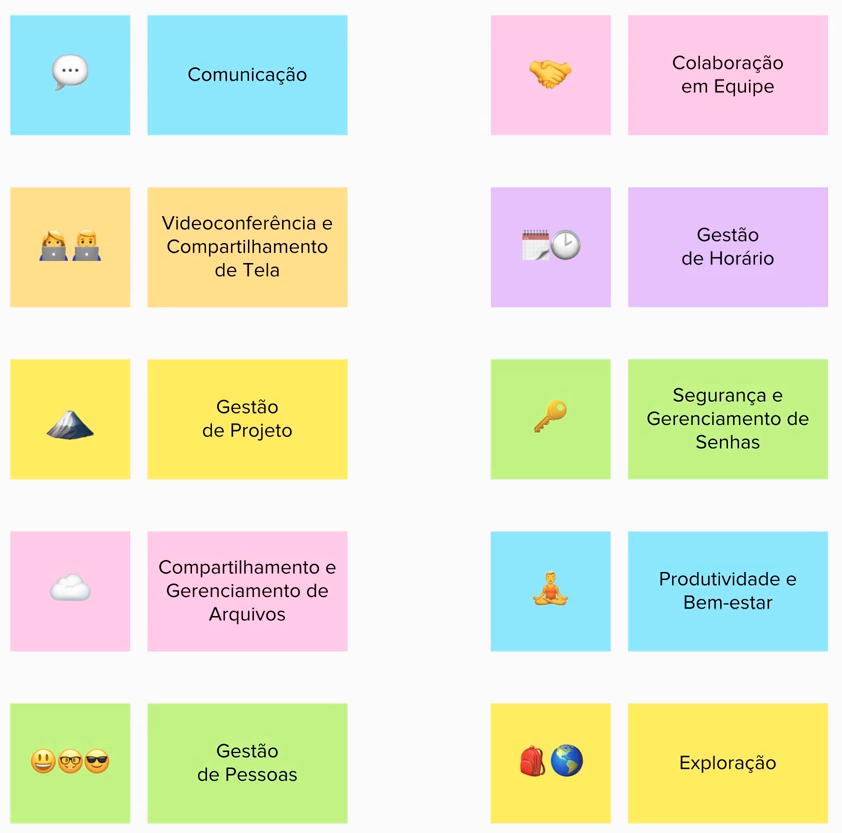 Comunicação
Colaboração
em Equipe
Videoconferência e
Compartilhamento
de Tela
Gestão
de Horário
Gestão
de Projeto
Segurança e
Gerenciamento de
Senhas
Compartilhamento e
Gerenciamento de
Arquivos
Produtividade e
Bem-estar
Gestão
de Pessoas
Exploração